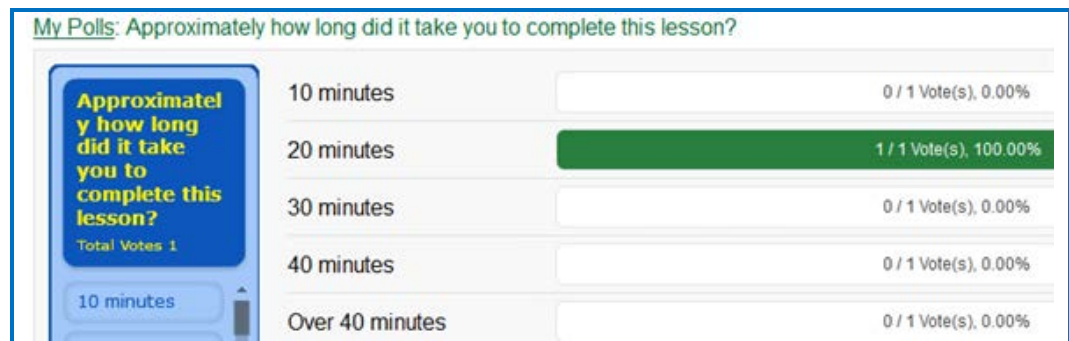 My Polls: Approximately how long did it take you to complete this lesson?
Approximatel
y how long
did it take
you to
complete this
lesson?
Total Votes 1
10 minutes
10 minutes 0 / 1 Vote(s), 0.00%
20 minutes 1 / 1 Vote(s), 100.00%
30 minutes 0 / 1 Vote(s), 0.00%
40 minutes 0 / 1 Vote(s), 0.00%
Over 40 minutes 0 / 1 Vote(s), 0.00%